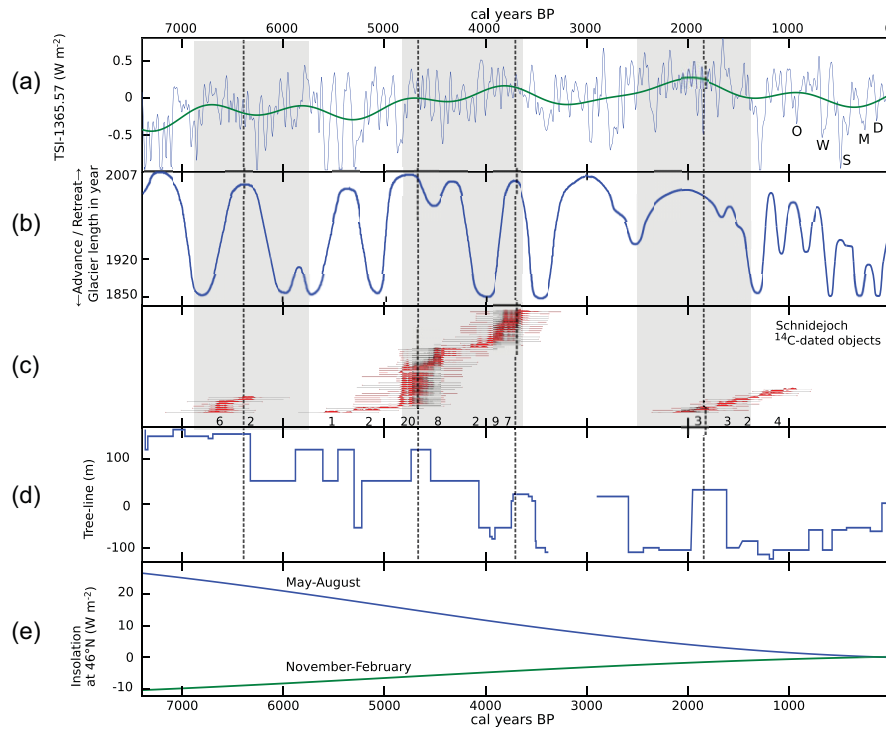 cal years BP
7000 6000 5000 4000 3000 2000 1000 0
(a)
TSI-1365.57 (W m⁻²)
0.5
0
-0.5
O
W
S
M
D
(b)
←Advance / Retreat→
Glacier length in year
2007
1920
1850
(c)
Schnidejoch
¹⁴C-dated objects
6 2 1 2 20 8 2 9 7 3 3 2 4
(d)
Tree-line (m)
100
0
-100
(e)
Insolation
at 46°N (W m⁻²)
20
10
0
-10
May-August
November-February
7000 6000 5000 4000 3000 2000 1000
cal years BP